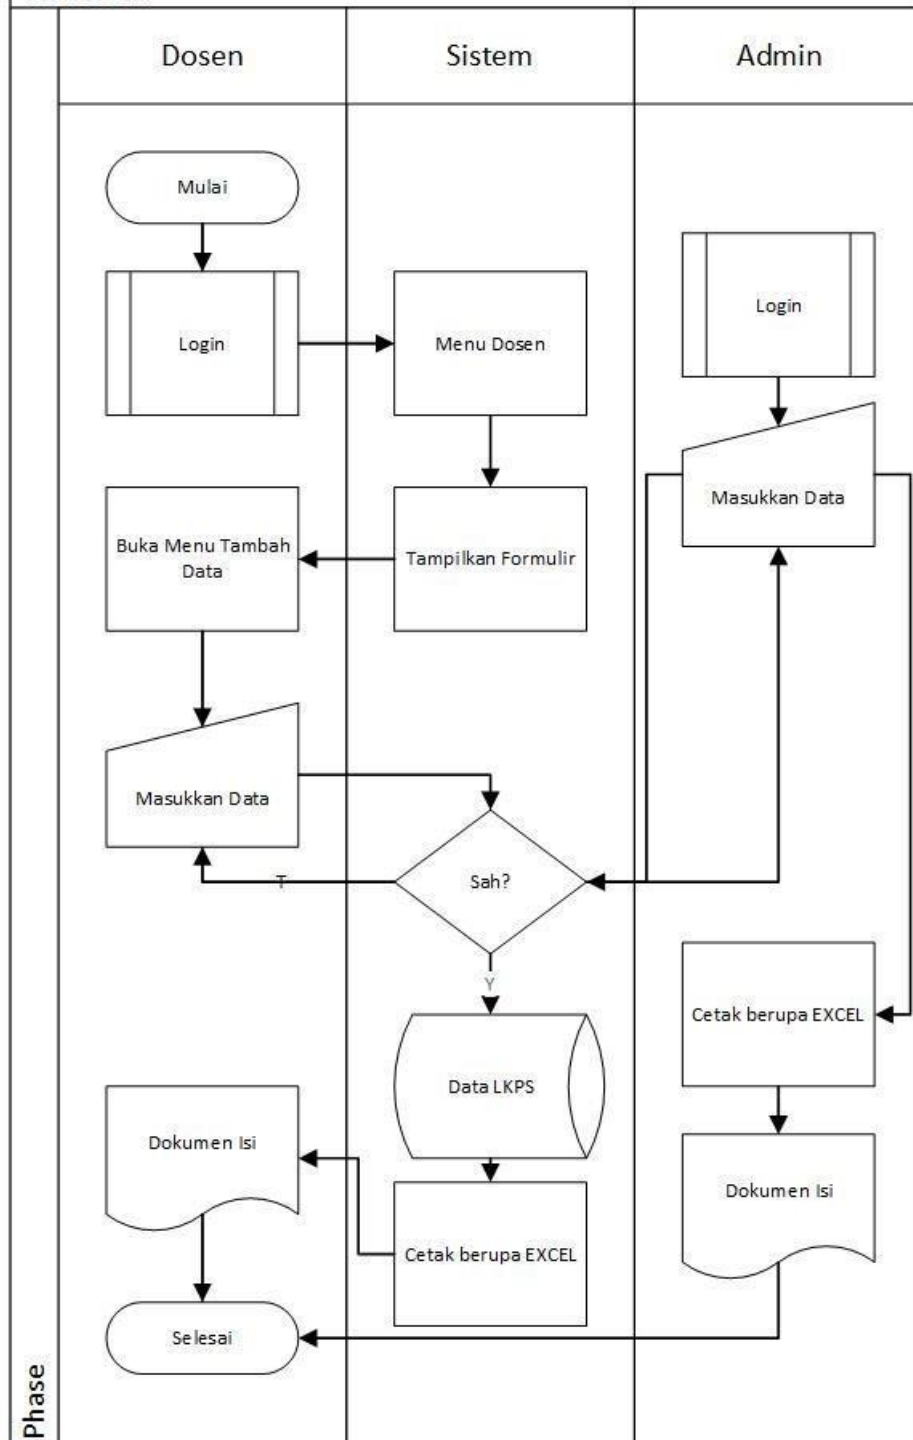 Dosen
Sistem
Admin
Mulai
Login
Menu Dosen
Login
Masukkan Data
Buka Menu Tambah
Data
Tampilkan Formulir
Masukkan Data
Sah?
T
Y
Cetak berupa EXCEL
Data LKPS
Dokumen Isi
Dokumen Isi
Cetak berupa EXCEL
Selesai
Phase